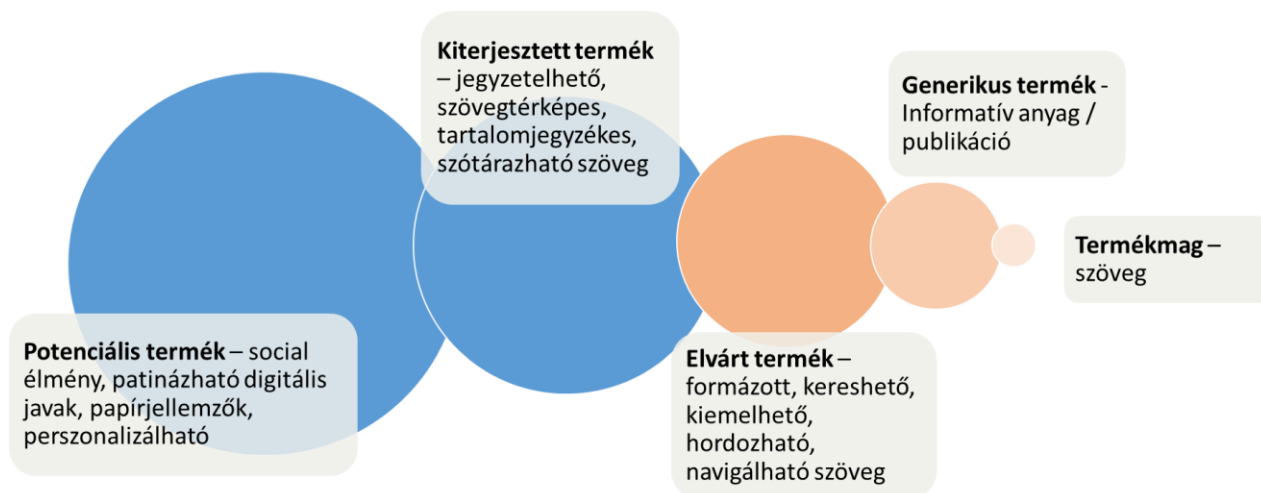 Potenciális termék – social
élmény, patinázható digitális
javak, papírjellemzők,
perszonalizálható
Kiterjesztett termék
– jegyzetelhető,
szövegtérképes,
tartalomjegyzékes,
szótárazható szöveg
Elvárt termék –
formázott, kereshető,
kiemelhető,
hordozható,
navigálható szöveg
Generikus termék -
Informatív anyag /
publikáció
Termékmag –
szöveg